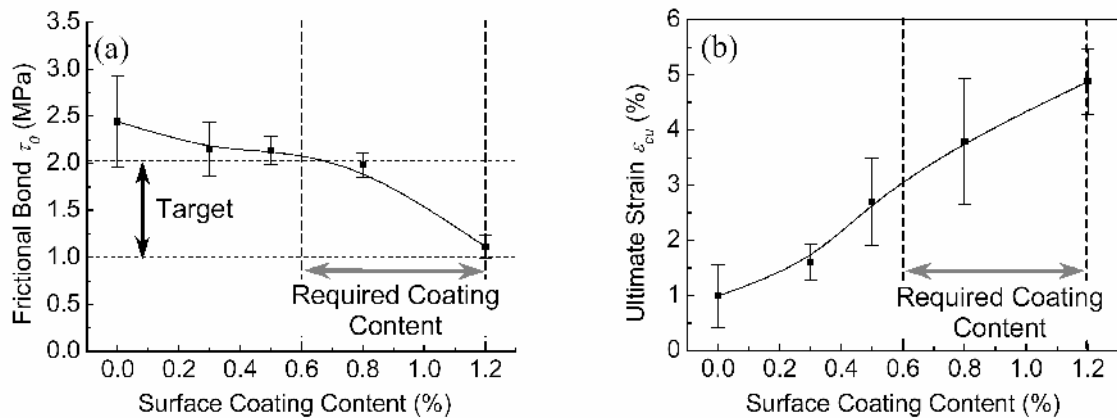 (a)
Frictional Bond τ0 (MPa)
3.5
3.0
2.5
2.0
1.5
1.0
0.5
0.0
Target
Required Coating
Content
0.0 0.2 0.4 0.6 0.8 1.0 1.2
Surface Coating Content (%)
(b)
Ultimate Strain εcu (%)
6
5
4
3
2
1
0
Required Coating
Content
0.0 0.2 0.4 0.6 0.8 1.0 1.2
Surface Coating Content (%)